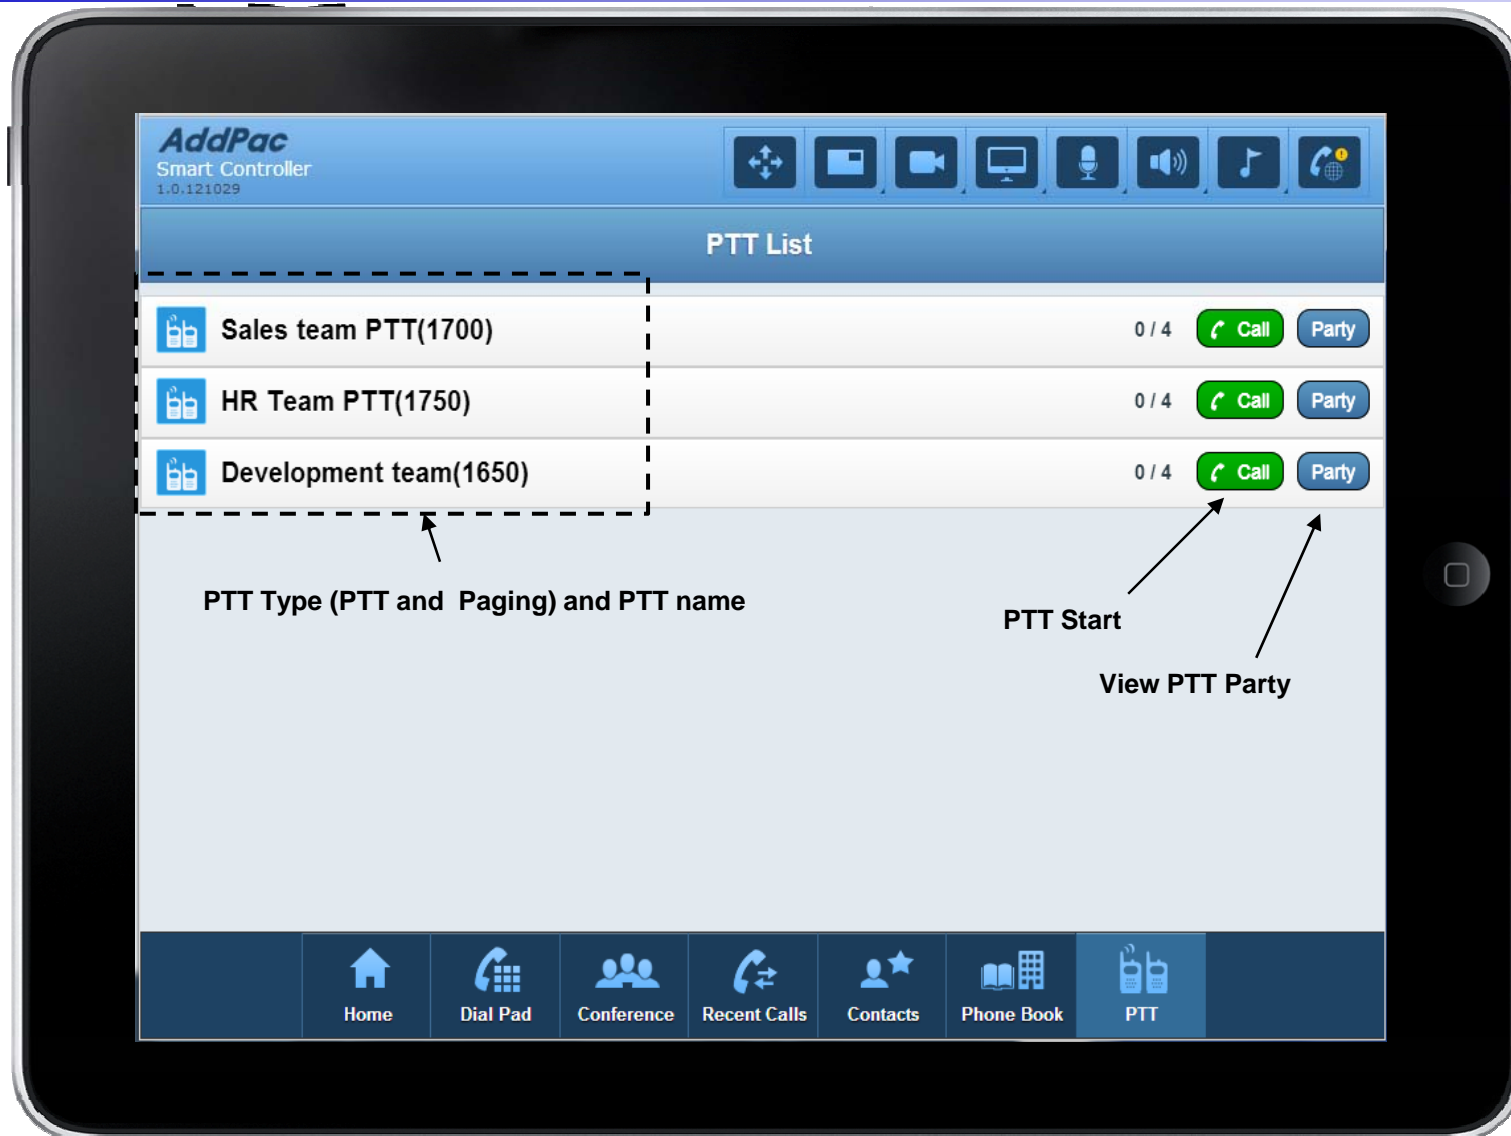 AddPac
Smart Controller
1.0.121029
PTT List
Sales team PTT(1700) 0 / 4 Call Party
HR Team PTT(1750) 0 / 4 Call Party
Development team(1650) 0 / 4 Call Party
PTT Type (PTT and  Paging) and PTT name
PTT Start
View PTT Party
Home Dial Pad Conference Recent Calls Contacts Phone Book PTT